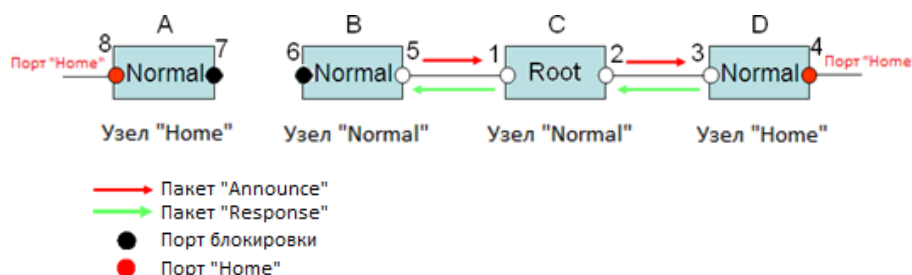 A B C D
8 7 6 5 1 2 3 4
Порт "Home" Normal Normal Root Normal Порт "Home
Узел "Home" Узел "Normal" Узел "Normal" Узел "Home"
Пакет "Announce"
Пакет "Response"
Порт блокировки
Порт "Home"